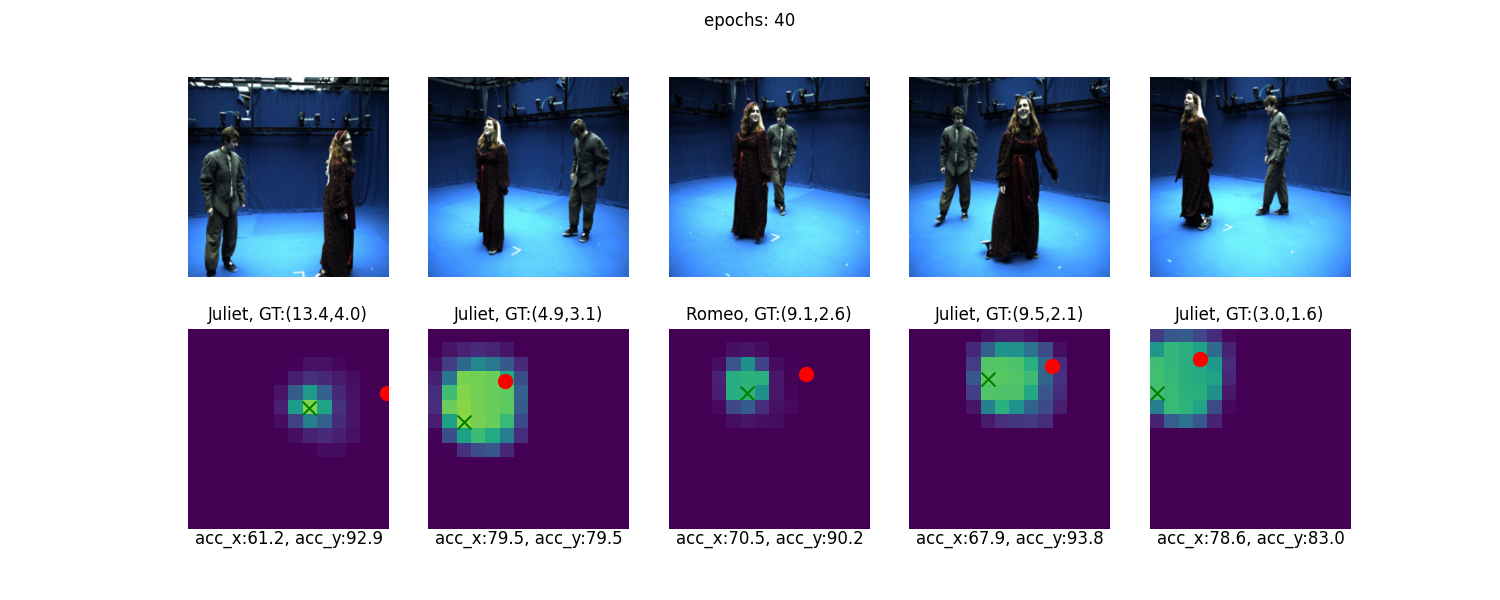 epochs: 40
Juliet, GT:(13.4,4.0)
Juliet, GT:(4.9,3.1)
Romeo, GT:(9.1,2.6)
Juliet, GT:(9.5,2.1)
Juliet, GT:(3.0,1.6)
acc_x:61.2, acc_y:92.9
acc_x:79.5, acc_y:79.5
acc_x:70.5, acc_y:90.2
acc_x:67.9, acc_y:93.8
acc_x:78.6, acc_y:83.0